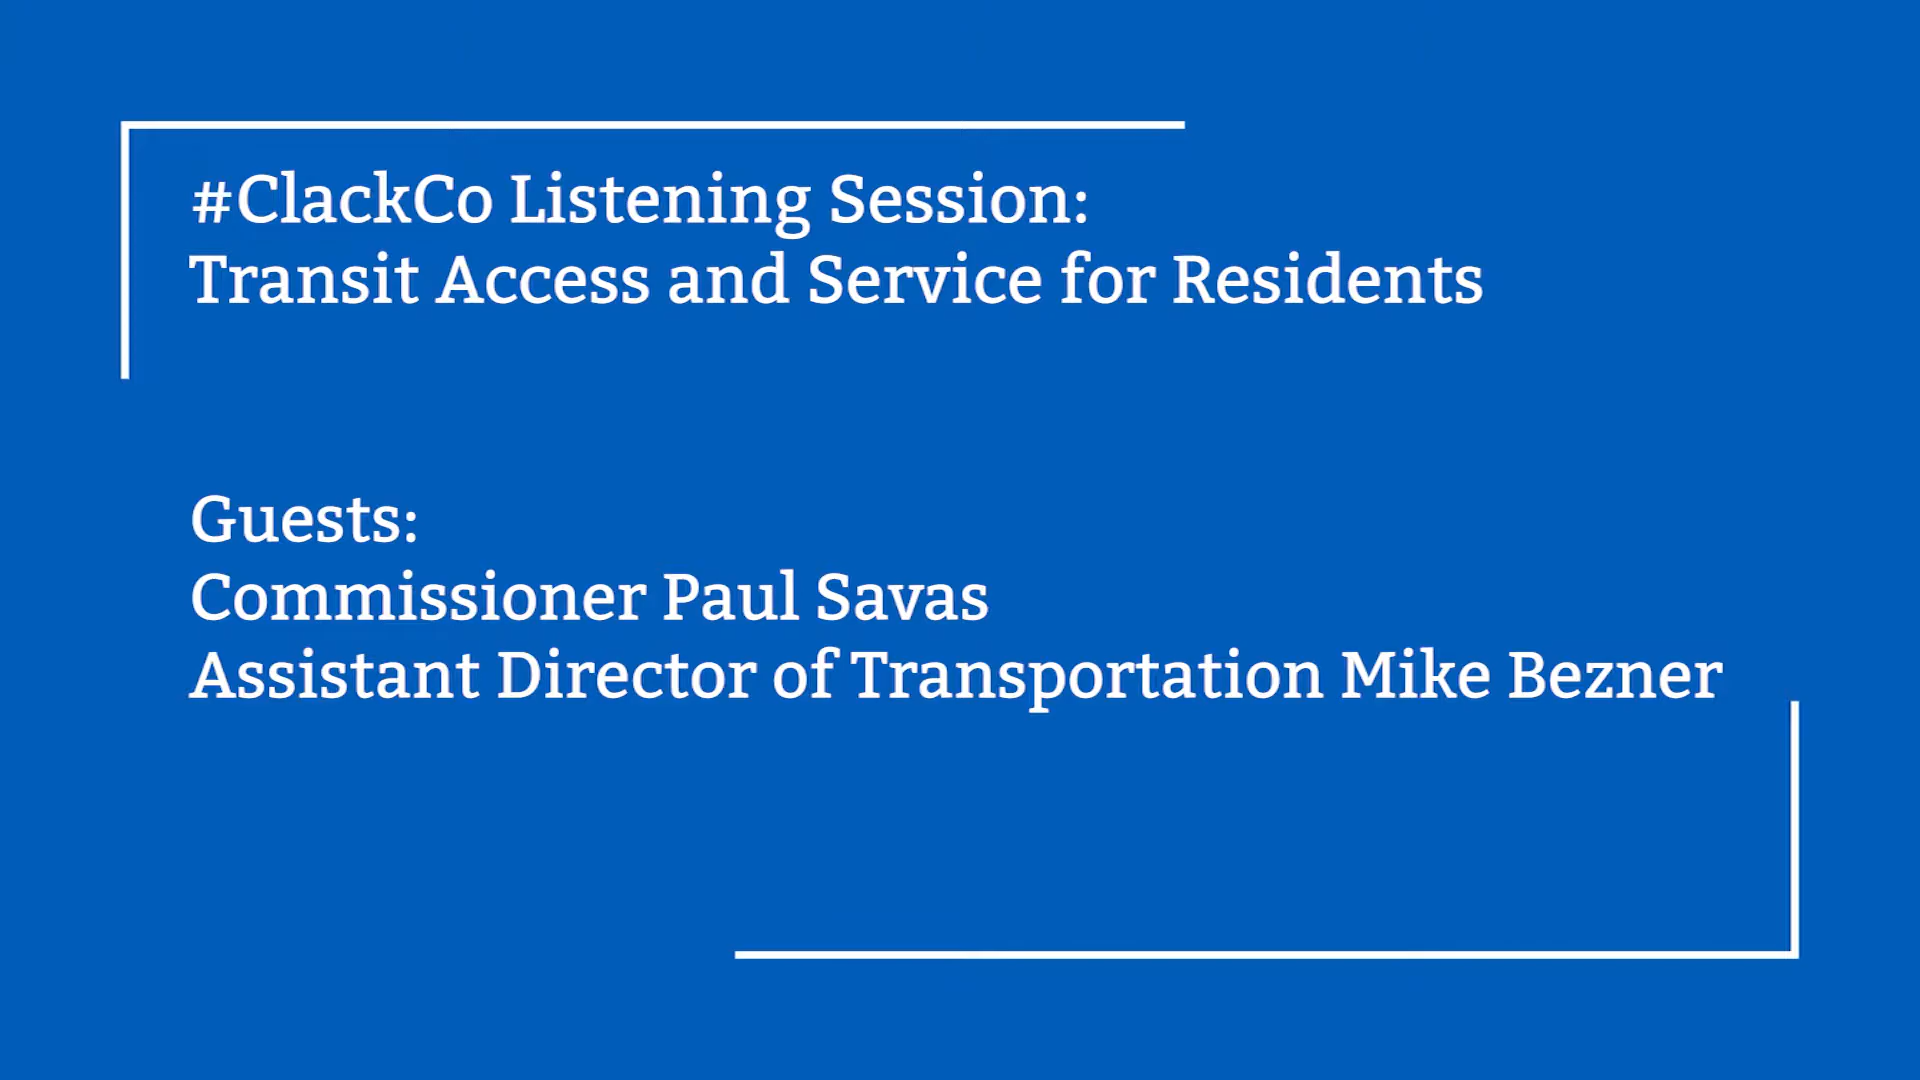 #ClackCo Listening Session:
Transit Access and Service for Residents
Guests:
Commissioner Paul Savas
Assistant Director of Transportation Mike Bezner